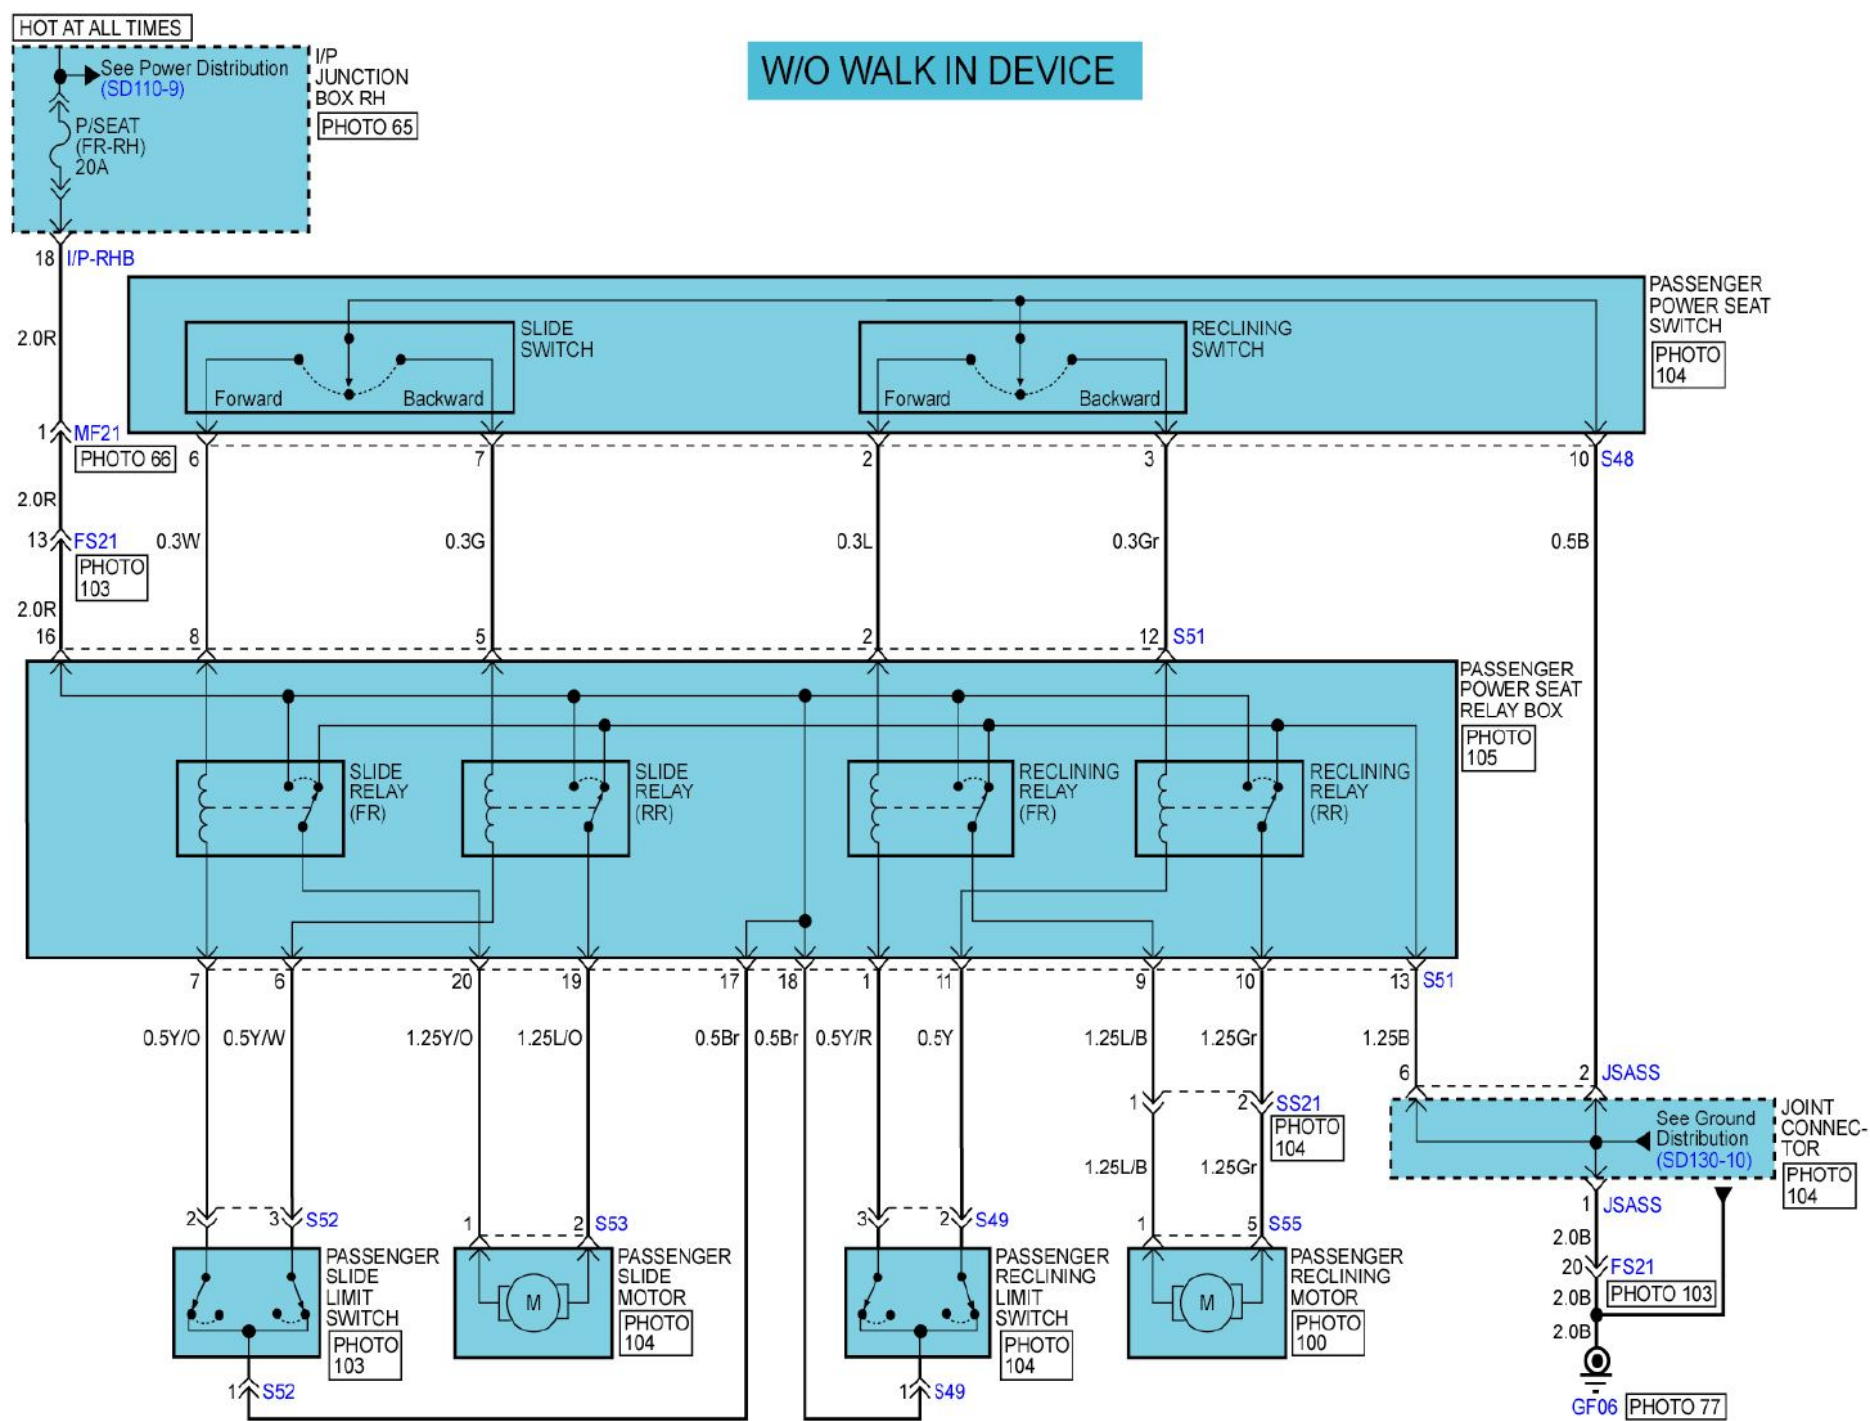 HOT AT ALL TIMES
See Power Distribution
(SD110-9)
P/SEAT
(FR-RH)
20A
I/P
JUNCTION
BOX RH
PHOTO 65
W/O WALK IN DEVICE
18 I/P-RHB
2.0R
SLIDE
SWITCH
Forward
Backward
RECLINING
SWITCH
Forward
Backward
PASSENGER
POWER SEAT
SWITCH
PHOTO
104
1 MF21
PHOTO 66
6
7
2
3
10 S48
2.0R
13 FS21
PHOTO
103
0.3W
0.3G
0.3L
0.3Gr
0.5B
2.0R
16
8
5
2
12 S51
PASSENGER
POWER SEAT
RELAY BOX
PHOTO
105
SLIDE
RELAY
(FR)
SLIDE
RELAY
(RR)
RECLINING
RELAY
(FR)
RECLINING
RELAY
(RR)
7
6
20
19
17
18
1
11
9
10
13 S51
0.5Y/O
0.5Y/W
1.25Y/O
1.25L/O
0.5Br
0.5Br
0.5Y/R
0.5Y
1.25L/B
1.25Gr
1.25B
6
2 JSASS
1
2 SS21
PHOTO
104
See Ground
Distribution
(SD130-10)
JOINT
CONNEC-
TOR
PHOTO
104
1.25L/B
1.25Gr
1 JSASS
2.0B
20 FS21
PHOTO 103
2.0B
2.0B
GF06 PHOTO 77
2
3 S52
1
2 S53
3
2 S49
1
5 S55
PASSENGER
SLIDE
LIMIT
SWITCH
PHOTO
103
M
PASSENGER
SLIDE
MOTOR
PHOTO
104
PASSENGER
RECLINING
LIMIT
SWITCH
PHOTO
104
M
PASSENGER
RECLINING
MOTOR
PHOTO
100
1 S52
1 S49